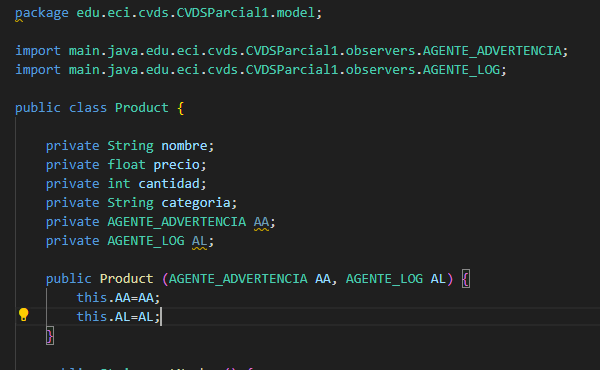 package edu.eci.cvds.CVDSParcial1.model;
import main.java.edu.eci.cvds.CVDSParcial1.observers.AGENTE_ADVERTENCIA;
import main.java.edu.eci.cvds.CVDSParcial1.observers.AGENTE_LOG;
public class Product {
private String nombre;
private float precio;
private int cantidad;
private String categoria;
private AGENTE_ADVERTENCIA AA;
private AGENTE_LOG AL;
public Product (AGENTE_ADVERTENCIA AA, AGENTE_LOG AL) {
this.AA=AA;
this.AL=AL;
}